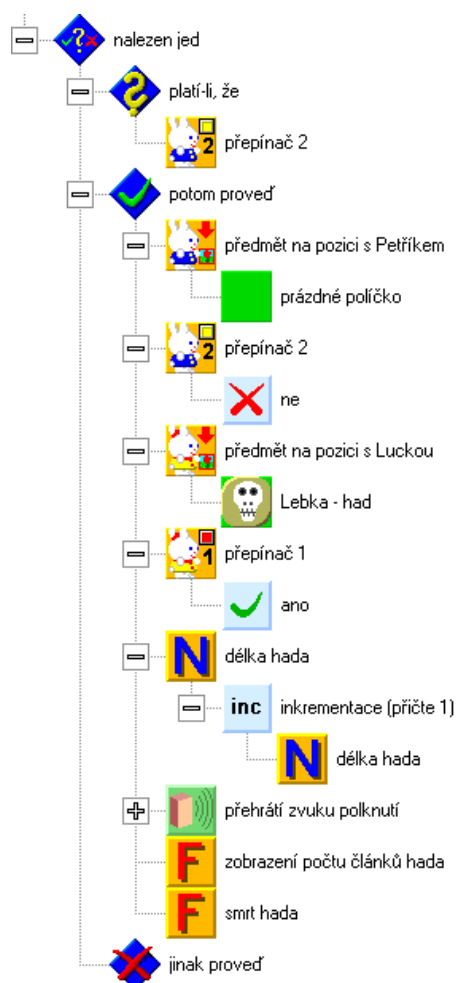 nalezen jed
platí-li, že
2 přepínač 2
potom proveď
předmět na pozici s Petříkem
prázdné políčko
2 přepínač 2
ne
předmět na pozici s Luckou
Lebka - had
1 přepínač 1
ano
N délka hada
inc inkrementace (přičte 1)
N délka hada
přehrátí zvuku polknutí
F zobrazení počtu článků hada
F smrt hada
jinak proveď